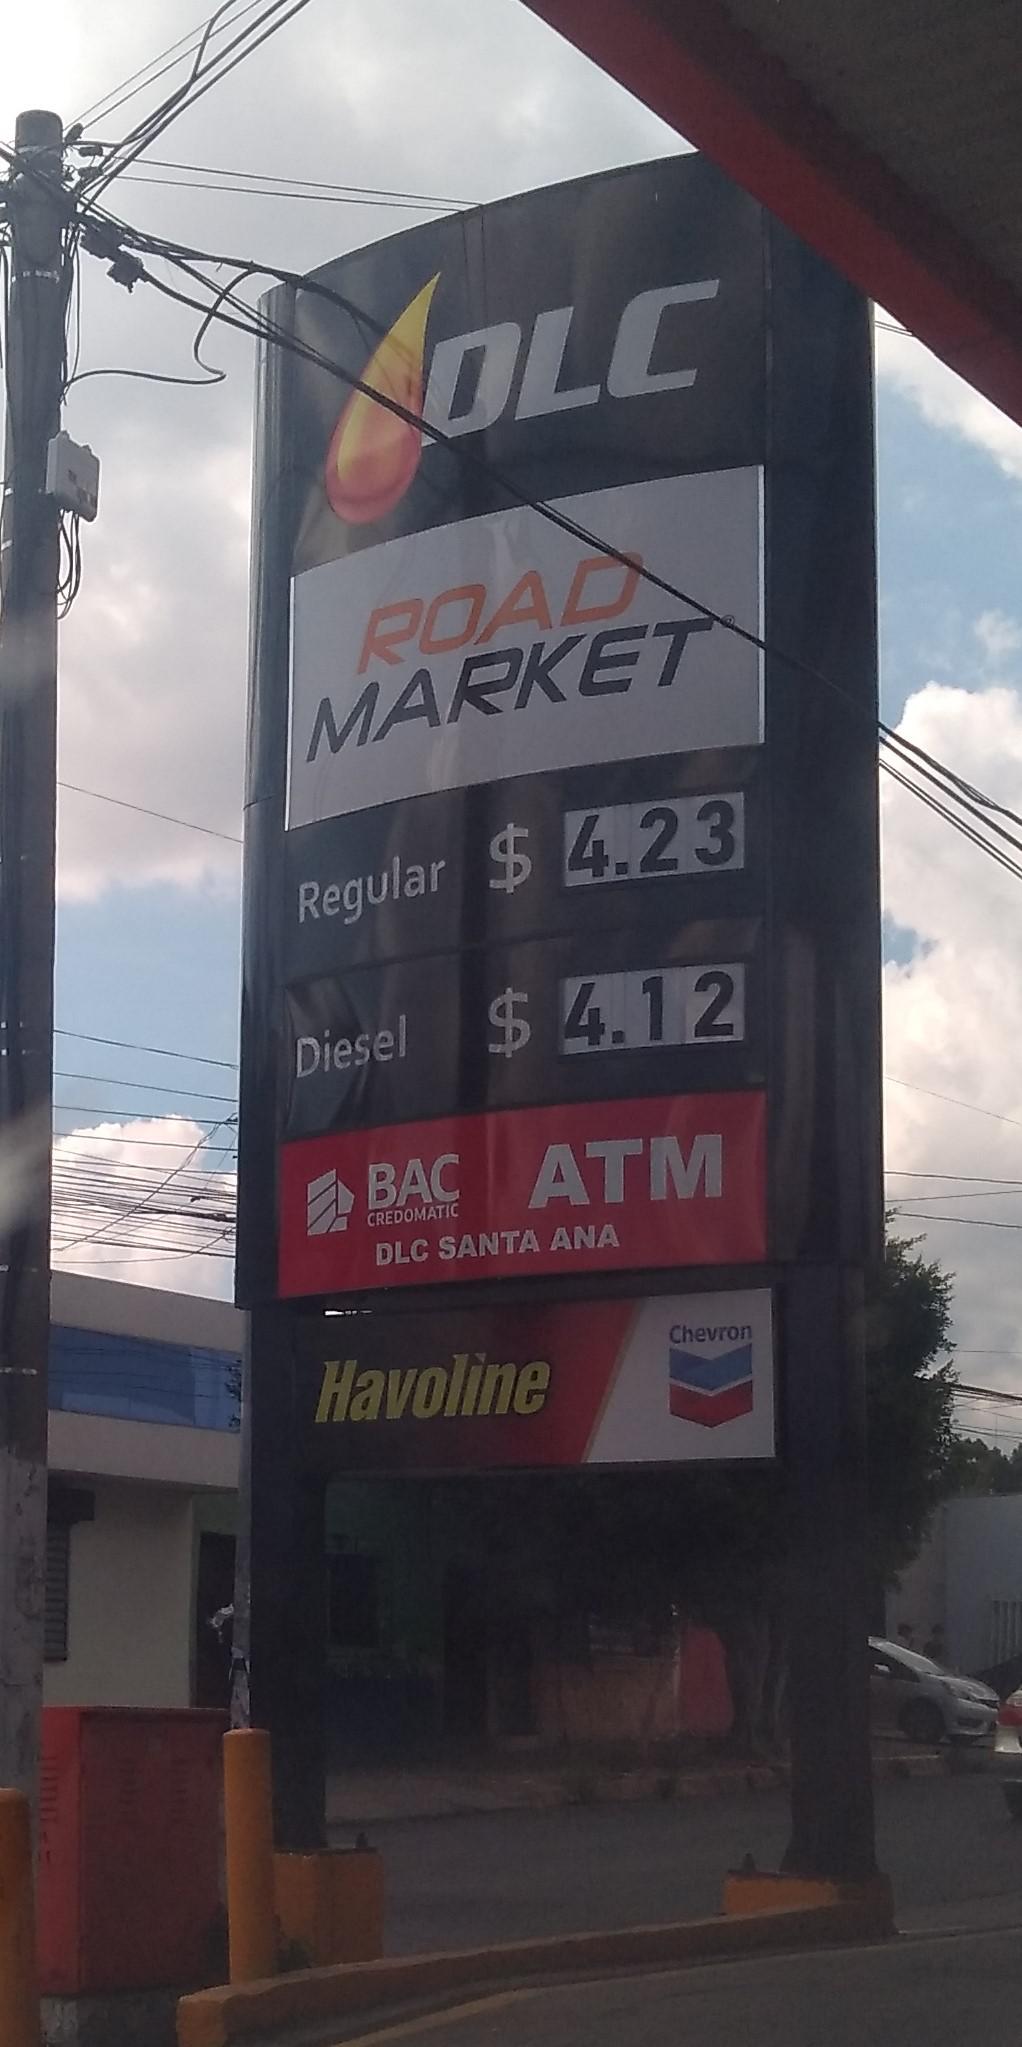 DLC
ROAD
MARKET
Regular $ 4.23
Diesel $ 4.12
BAC
CREDOMATIC
ATM
DLC SANTA ANA
Havoline
Chevron